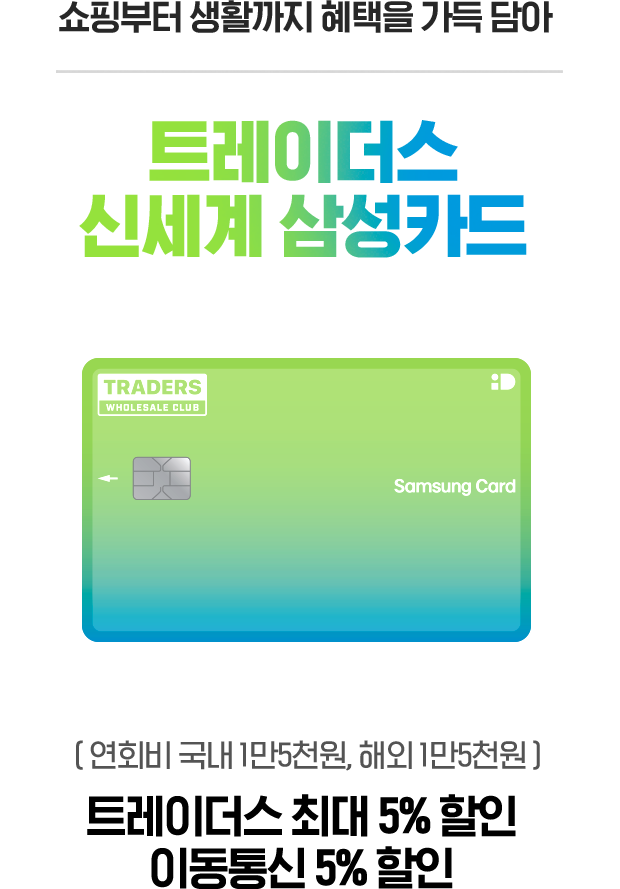 쇼핑부터 생활까지 혜택을 가득 담아
트레이더스
신세계 삼성카드
TRADERS
WHOLESALE CLUB
iD
Samsung Card
( 연회비 국내 1만5천원, 해외 1만5천원 )
트레이더스 최대 5% 할인
이동통신 5% 할인